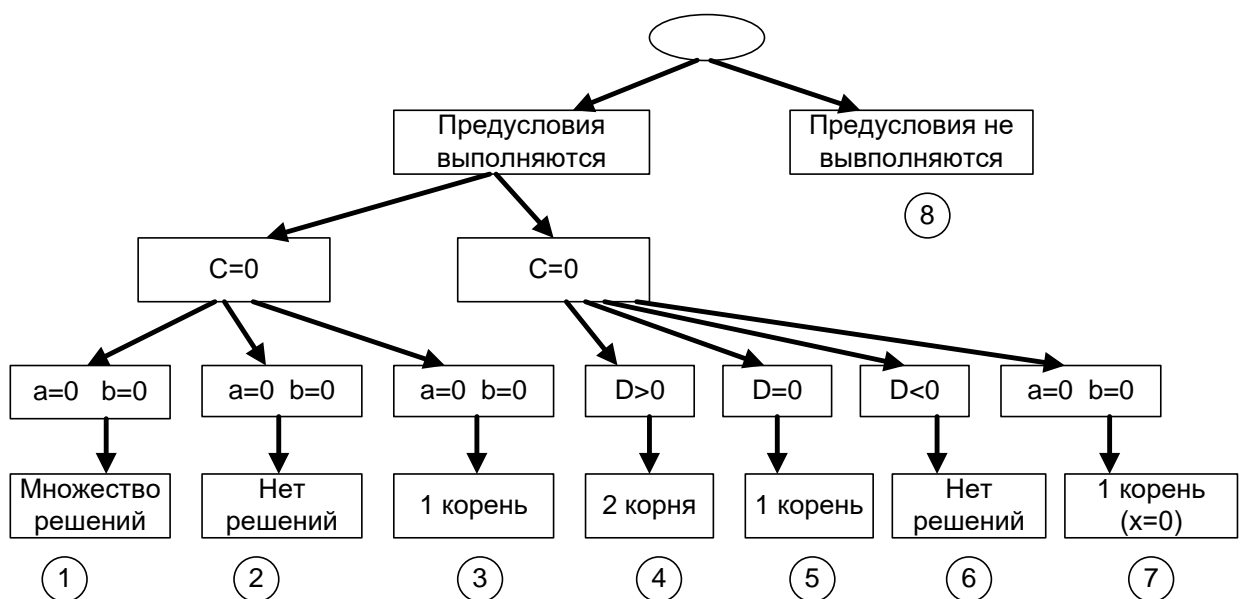 Предусловия
выполняются
Предусловия не
вывполняются
8
C=0
C=0
a=0 b=0
a=0 b=0
a=0 b=0
D>0
D=0
D<0
a=0 b=0
Множество
решений
Нет
решений
1 корень
2 корня
1 корень
Нет
решений
1 корень
(x=0)
1
2
3
4
5
6
7